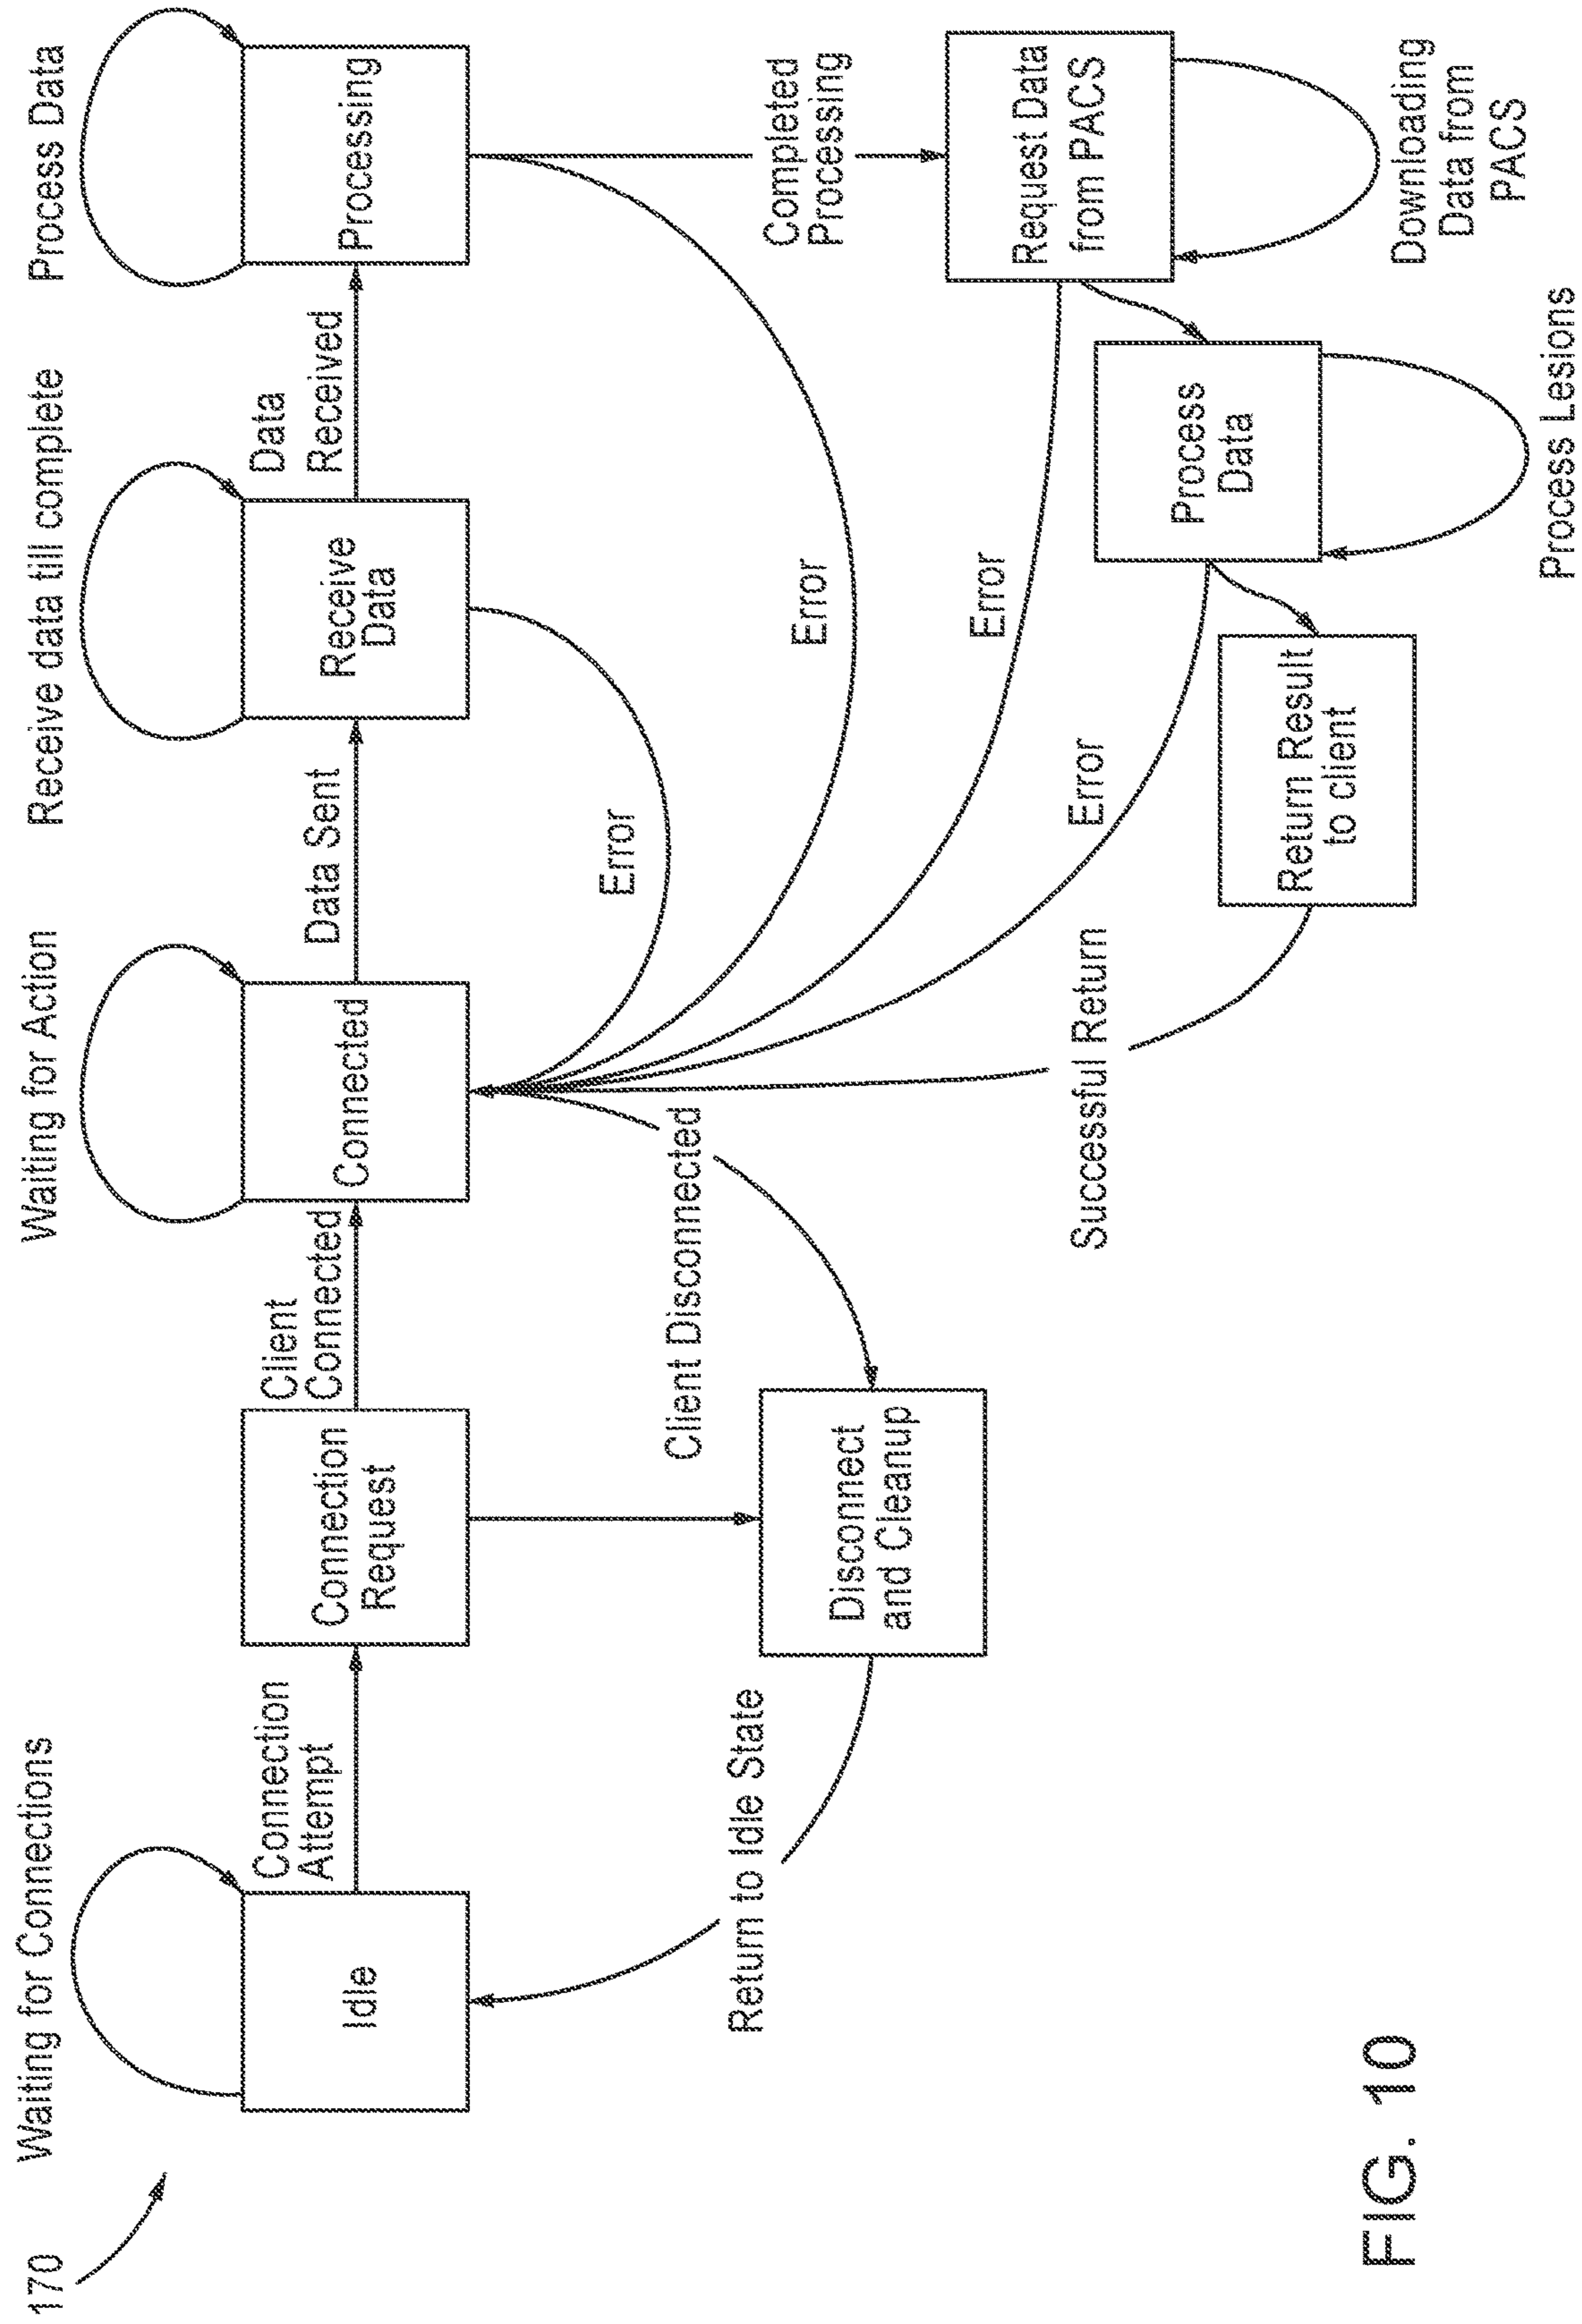 170
Waiting for Connections
Waiting for Action
Receive data till complete
Process Data
Idle
Connection
Attempt
Connection
Request
Client
Connected
Connected
Data Sent
Receive
Data
Data
Received
Processing
Return to Idle State
Disconnect
and Cleanup
Client Disconnected
Error
Error
Error
Error
Completed
Processing
Request Data
from PACS
Downloading
Data from
PACS
Process
Data
Process Lesions
Return Result
to client
Successful Return
FIG. 10